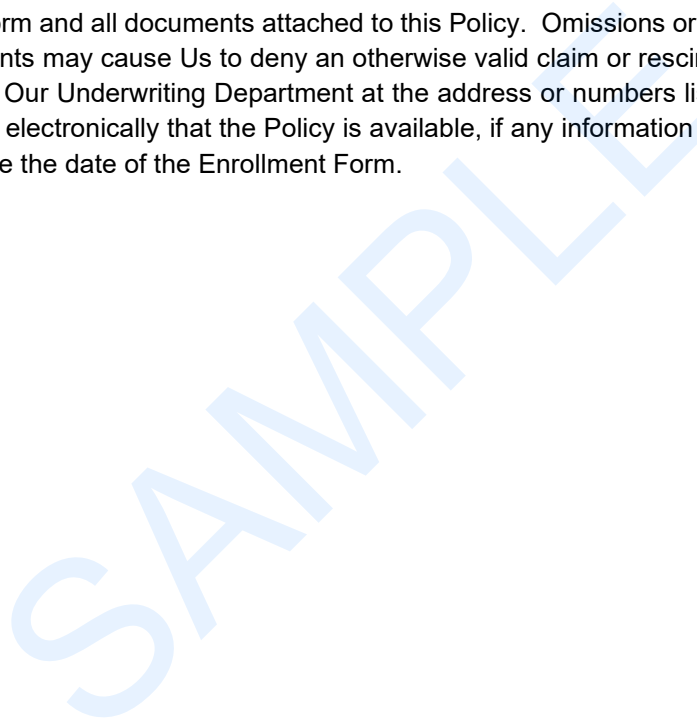 rm and all documents attached to this Policy.  Omissions or
nts may cause Us to deny an otherwise valid claim or resci
Our Underwriting Department at the address or numbers li
electronically that the Policy is available, if any information
e the date of the Enrollment Form.
SAMPLE